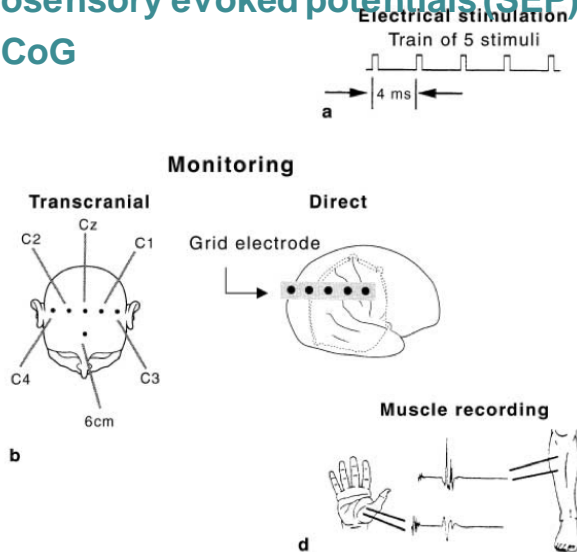 osensory evoked potentials (SEP)
CoG
Electrical stimulation
Train of 5 stimuli
4 ms
a
Monitoring
Transcranial
Direct
Cz
C2
C1
Grid electrode
C4
C3
6cm
b
Muscle recording
d